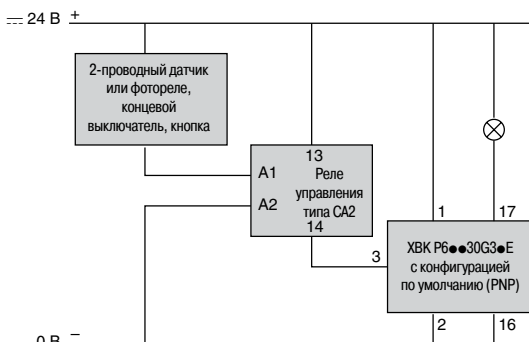 24 В +
2-проводный датчик
или фотореле,
концевой
выключатель, кнопка
13
A1 Реле
управления
A2 типа CA2
14
1 17
3 XBK P6●●30G3●E
с конфигурацией
по умолчанию (PNP)
2 16
0 В –